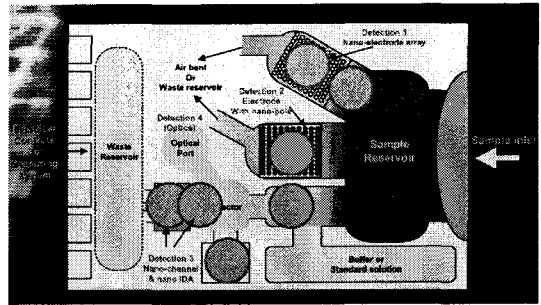 Detection 1
Nano-electrode array
Air bent
Or
Waste reservoir
Detection 2
Electrode
With nano-pole
Detection 4
(Optics)
Optical
Port
Waste
Reservoir
Sample
Reservoir
Sample inlet
Detection 3
Nano-channel
& nano IDA
Buffer or
Standard solution